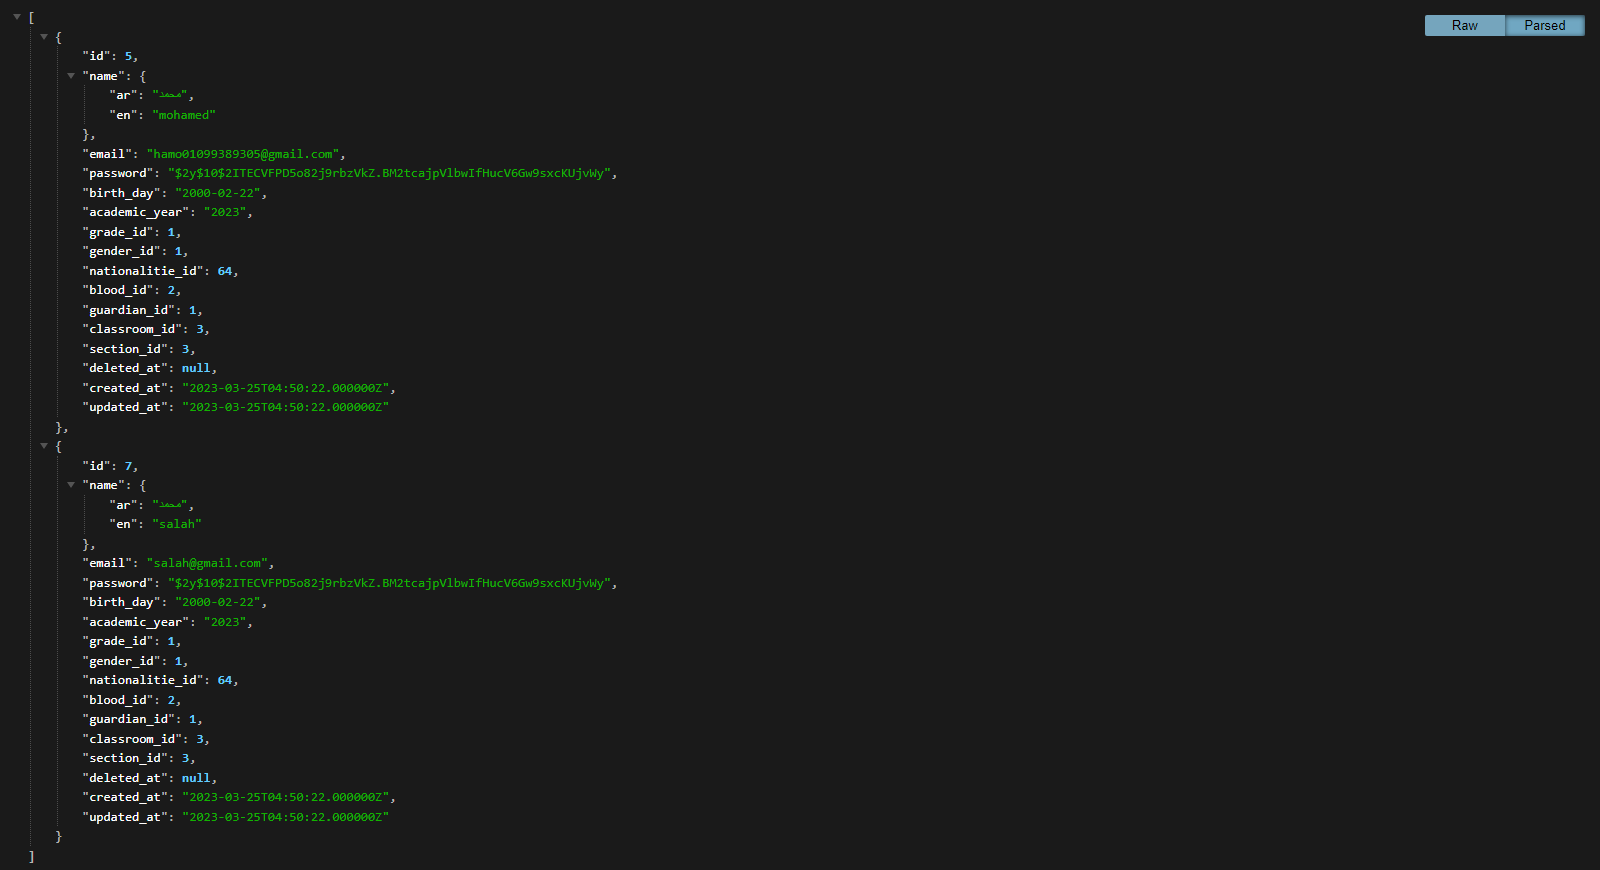 Raw Parsed
[
{
"id": 5,
"name": {
"ar": "محمد",
"en": "mohamed"
},
"email": "hamo01099389305@gmail.com",
"password": "$2y$10$2ITECVFPD5o82j9rbzVkZ.BM2tcajpVlbwIfHucV6Gw9sxcKUjvWy",
"birth_day": "2000-02-22",
"academic_year": "2023",
"grade_id": 1,
"gender_id": 1,
"nationalitie_id": 64,
"blood_id": 2,
"guardian_id": 1,
"classroom_id": 3,
"section_id": 3,
"deleted_at": null,
"created_at": "2023-03-25T04:50:22.000000Z",
"updated_at": "2023-03-25T04:50:22.000000Z"
},
{
"id": 7,
"name": {
"ar": "محمد",
"en": "salah"
},
"email": "salah@gmail.com",
"password": "$2y$10$2ITECVFPD5o82j9rbzVkZ.BM2tcajpVlbwIfHucV6Gw9sxcKUjvWy",
"birth_day": "2000-02-22",
"academic_year": "2023",
"grade_id": 1,
"gender_id": 1,
"nationalitie_id": 64,
"blood_id": 2,
"guardian_id": 1,
"classroom_id": 3,
"section_id": 3,
"deleted_at": null,
"created_at": "2023-03-25T04:50:22.000000Z",
"updated_at": "2023-03-25T04:50:22.000000Z"
}
]